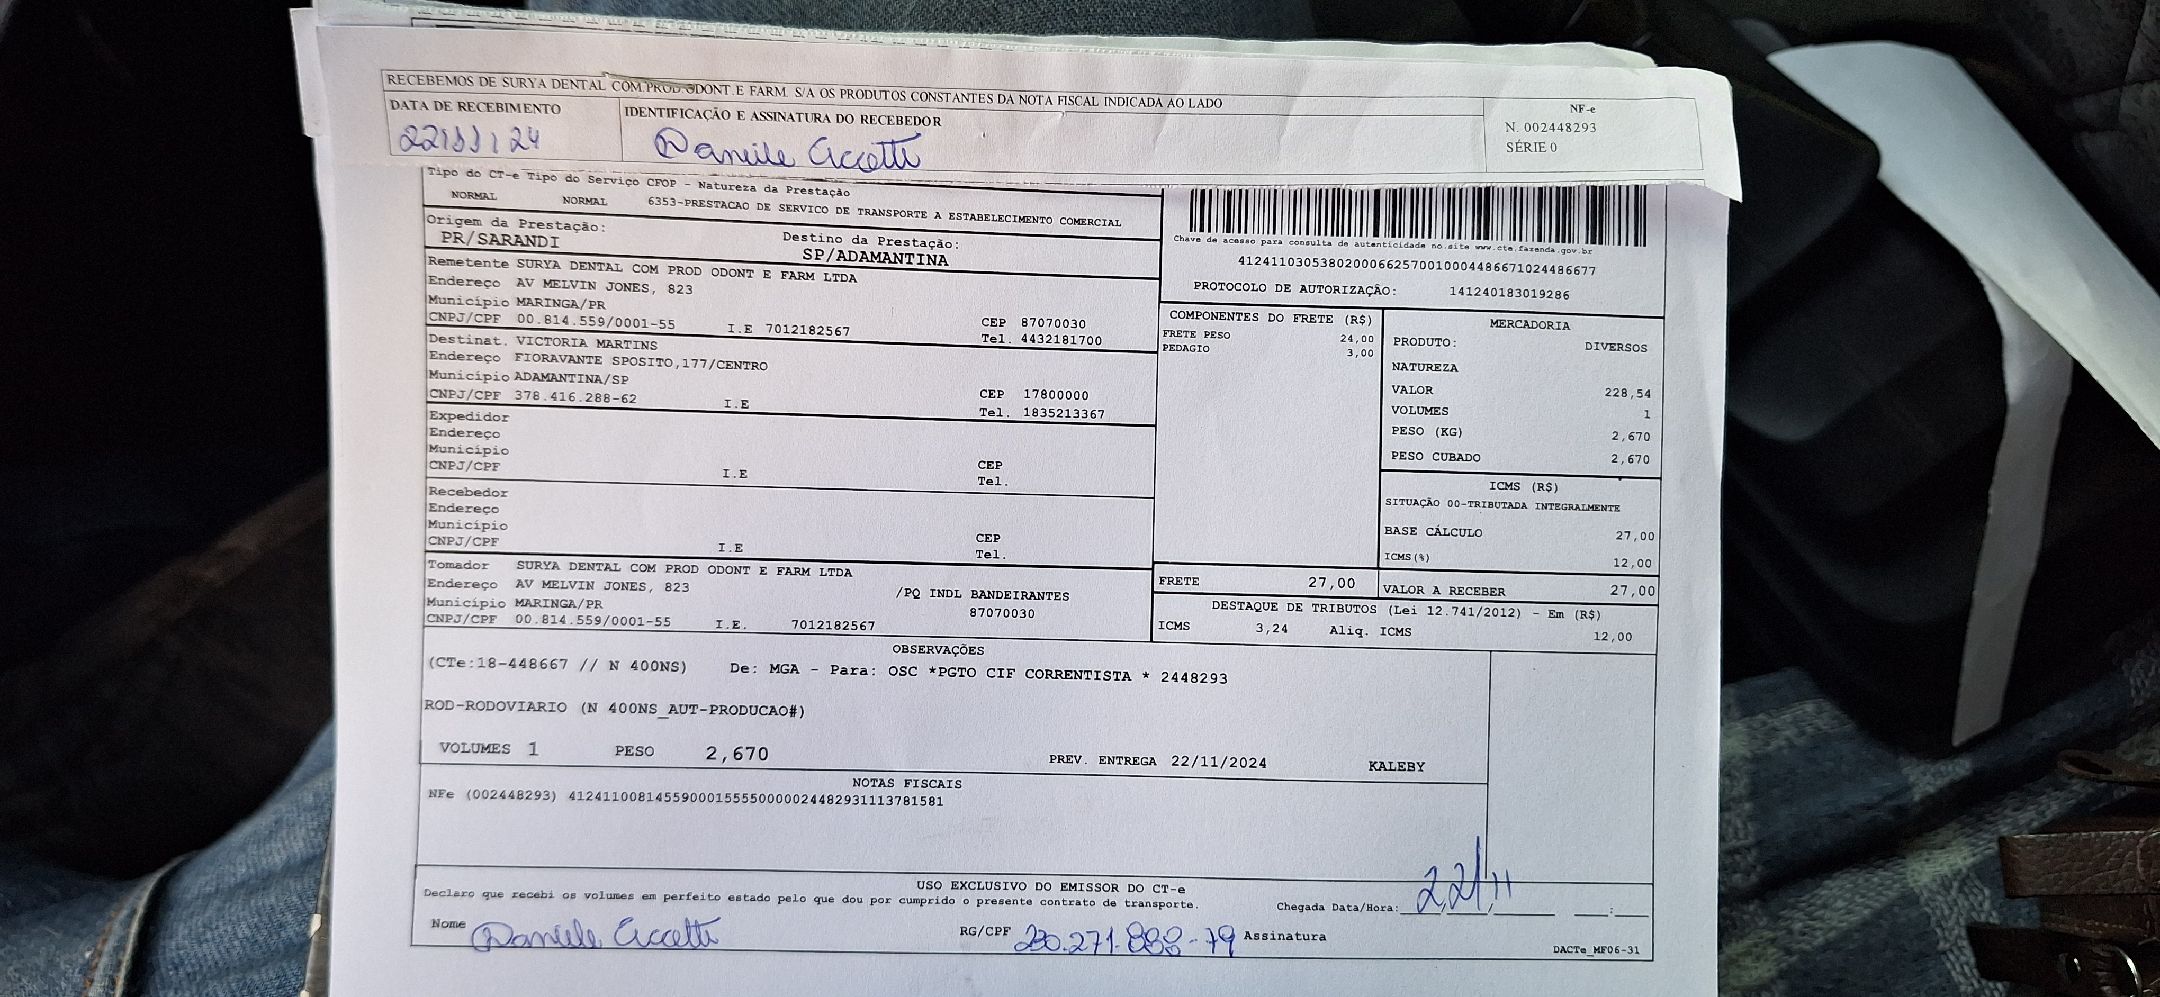 RECEBEMOS DE SURYA DENTAL COM.PROD.ODONT.E FARM. S/A OS PRODUTOS CONSTANTES DA NOTA FISCAL INDICADA AO LADO
DATA DE RECEBIMENTO
22/11/24
IDENTIFICAÇÃO E ASSINATURA DO RECEBEDOR
Daniele Ciccotti
NF-e
N. 002448293
SÉRIE 0
Tipo do CT-e Tipo do Serviço CFOP - Natureza da Prestação
NORMAL NORMAL 6353-PRESTACAO DE SERVICO DE TRANSPORTE A ESTABELECIMENTO COMERCIAL
Origem da Prestação: Destino da Prestação:
PR/SARANDI SP/ADAMANTINA
Remetente SURYA DENTAL COM PROD ODONT E FARM LTDA
Endereço AV MELVIN JONES, 823
Município MARINGA/PR CEP 87070030
CNPJ/CPF 00.814.559/0001-55 I.E 7012182567 Tel. 4432181700
Destinat. VICTORIA MARTINS
Endereço FIORAVANTE SPOSITO,177/CENTRO
Município ADAMANTINA/SP CEP 17800000
CNPJ/CPF 378.416.288-62 I.E Tel. 1835213367
Expedidor
Endereço
Município CEP
CNPJ/CPF I.E Tel.
Recebedor
Endereço
Município CEP
CNPJ/CPF I.E Tel.
Tomador SURYA DENTAL COM PROD ODONT E FARM LTDA
Endereço AV MELVIN JONES, 823 /PQ INDL BANDEIRANTES
Município MARINGA/PR 87070030
CNPJ/CPF 00.814.559/0001-55 I.E. 7012182567
Chave de acesso para consulta de autenticidade no site www.cte.fazenda.gov.br
41241103053802000662570010004486671024486677
PROTOCOLO DE AUTORIZAÇÃO: 141240183019286
COMPONENTES DO FRETE (R$)
FRETE PESO 24,00
PEDAGIO 3,00
MERCADORIA
PRODUTO: DIVERSOS
NATUREZA
VALOR 228,54
VOLUMES 1
PESO (KG) 2,670
PESO CUBADO 2,670
ICMS (R$)
SITUAÇÃO 00-TRIBUTADA INTEGRALMENTE
BASE CÁLCULO 27,00
ICMS(%) 12,00
FRETE 27,00 VALOR A RECEBER 27,00
DESTAQUE DE TRIBUTOS (Lei 12.741/2012) - Em (R$)
ICMS 3,24 Aliq. ICMS 12,00
OBSERVAÇÕES
(CTe:18-448667 // N 400NS) De: MGA - Para: OSC *PGTO CIF CORRENTISTA * 2448293
ROD-RODOVIARIO (N 400NS_AUT-PRODUCAO#)
VOLUMES 1 PESO 2,670 PREV. ENTREGA 22/11/2024 KALEBY
NOTAS FISCAIS
NFe (002448293) 41241100814559000155550000024482931113781581
USO EXCLUSIVO DO EMISSOR DO CT-e
Declaro que recebi os volumes em perfeito estado pelo que dou por cumprido o presente contrato de transporte. Chegada Data/Hora: 22/11
Nome Daniele Ciccotti RG/CPF 230.271.888-79 Assinatura
DACTe_MF06-31